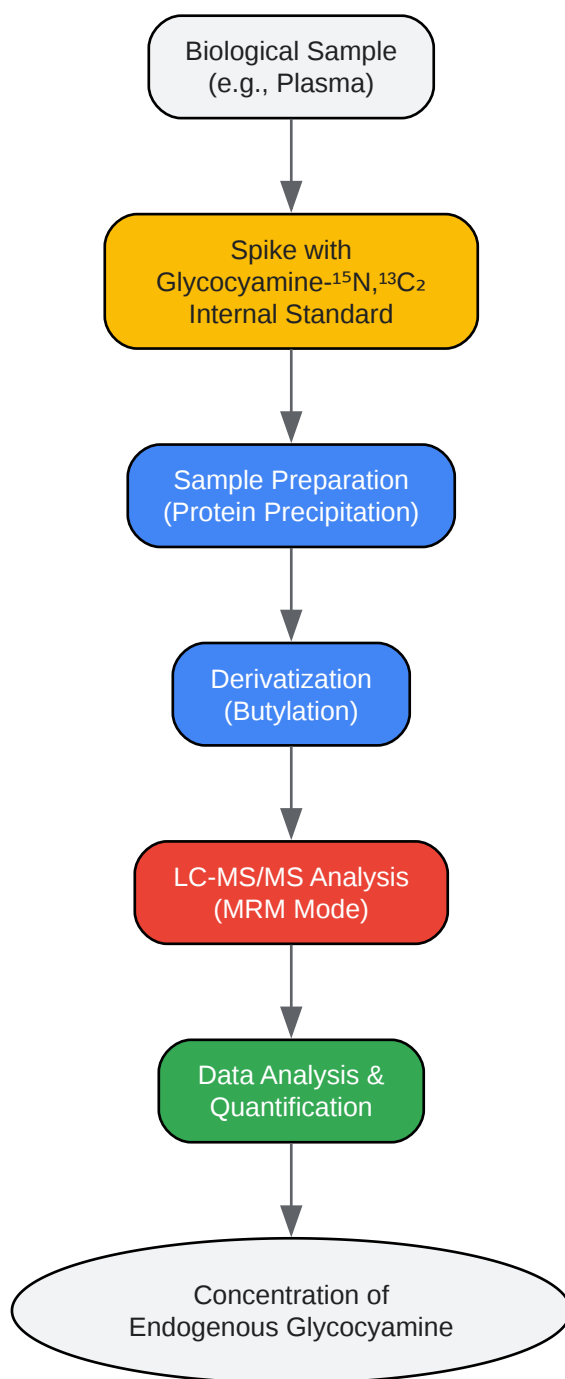 Biological Sample
(e.g., Plasma)
Spike with
Glycocyamine-¹⁵N,¹³C₂
Internal Standard
Sample Preparation
(Protein Precipitation)
Derivatization
(Butylation)
LC-MS/MS Analysis
(MRM Mode)
Data Analysis &
Quantification
Concentration of
Endogenous Glycocyamine